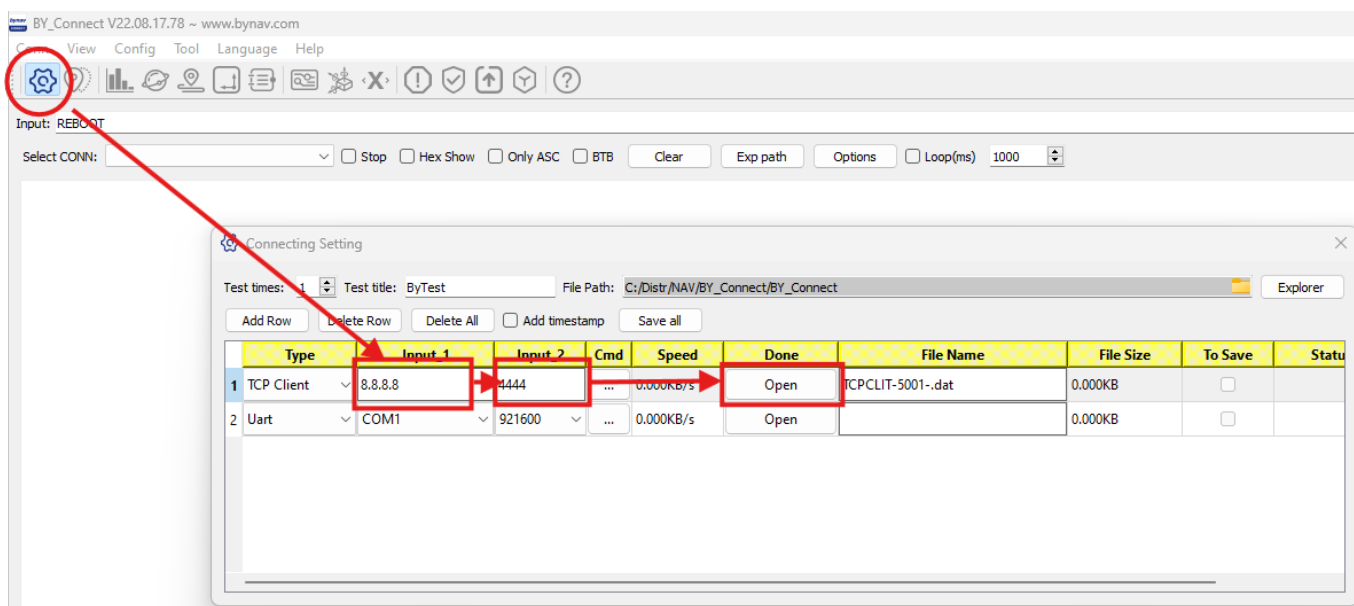 bynav BY_Connect V22.08.17.78 ~ www.bynav.com
Conn View Config Tool Language Help
Input: REBOOT
Select CONN: Stop Hex Show Only ASC BTB Clear Exp path Options Loop(ms) 1000
Connecting Setting
Test times: 1 Test title: ByTest File Path: C:/Distr/NAV/BY_Connect/BY_Connect Explorer
Add Row Delete Row Delete All Add timestamp Save all
Type Input_1 Input_2 Cmd Speed Done File Name File Size To Save Statu
1 TCP Client 8.8.8.8 4444 ... 0.000KB/s Open TCPCLIT-5001-.dat 0.000KB
2 Uart COM1 921600 ... 0.000KB/s Open 0.000KB